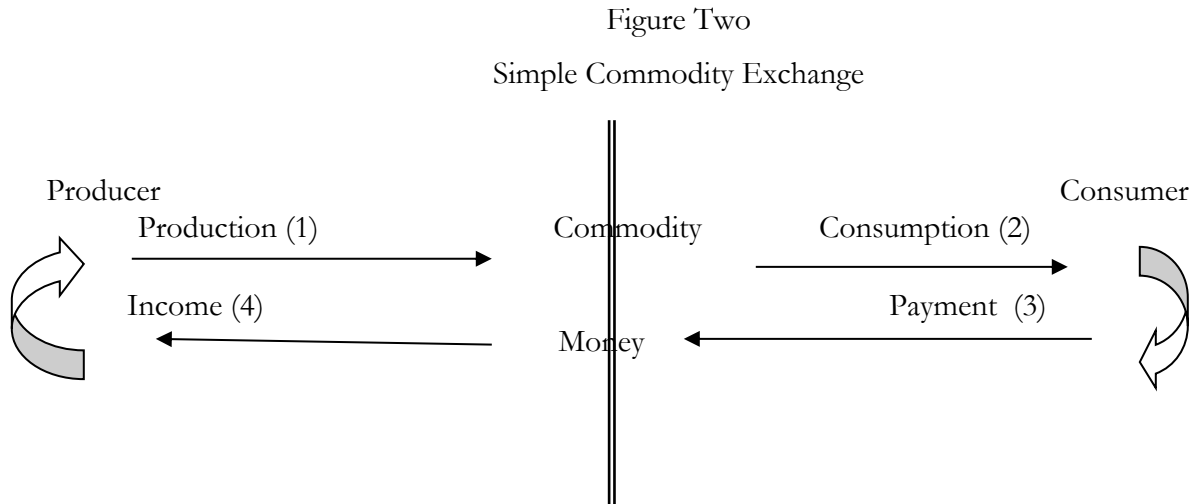 Figure Two
Simple Commodity Exchange
Producer
Consumer
Production (1)
Commodity
Consumption (2)
Income (4)
Payment (3)
Money